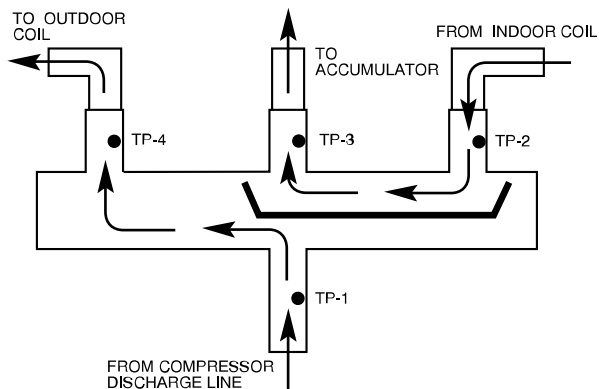 TO OUTDOOR
COIL
TO
ACCUMULATOR
FROM INDOOR COIL
TP-4
TP-3
TP-2
TP-1
FROM COMPRESSOR
DISCHARGE LINE